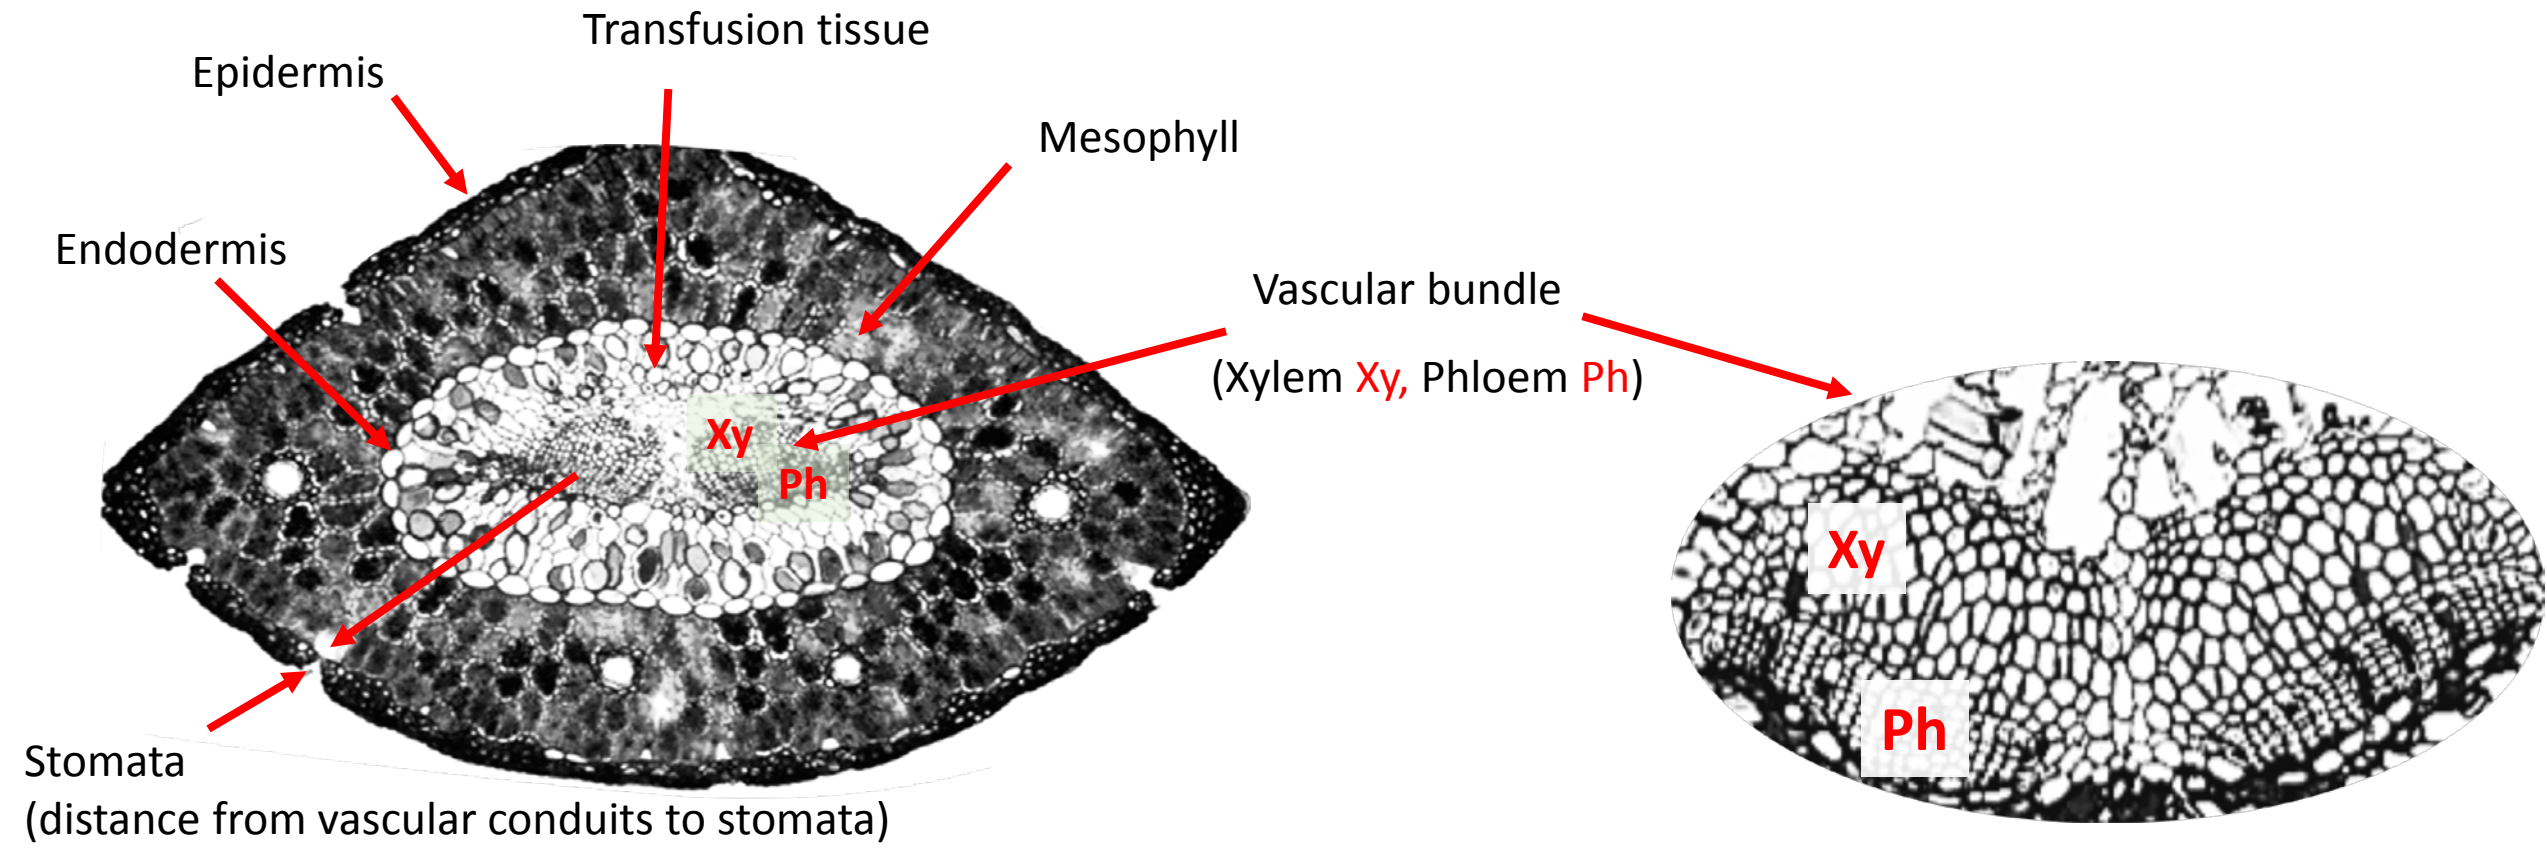 Transfusion tissue
Epidermis
Mesophyll
Endodermis
Vascular bundle
(Xylem Xy, Phloem Ph)
Xy
Ph
Xy
Ph
Stomata
(distance from vascular conduits to stomata)